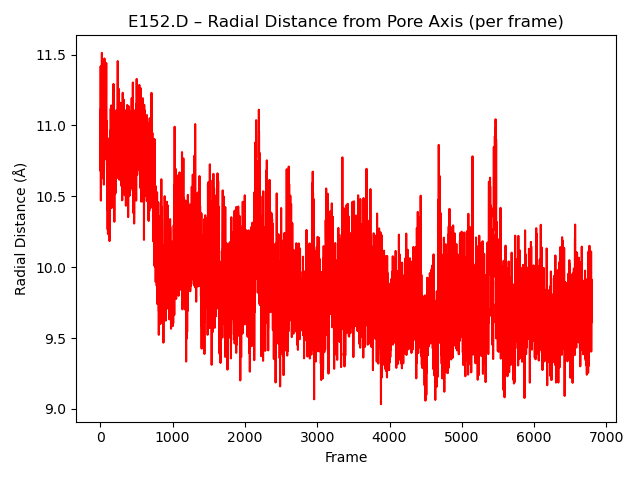 E152.D – Radial Distance from Pore Axis (per frame)
11.5
11.0
10.5
10.0
9.5
9.0
Radial Distance (Å)
0 1000 2000 3000 4000 5000 6000 7000
Frame